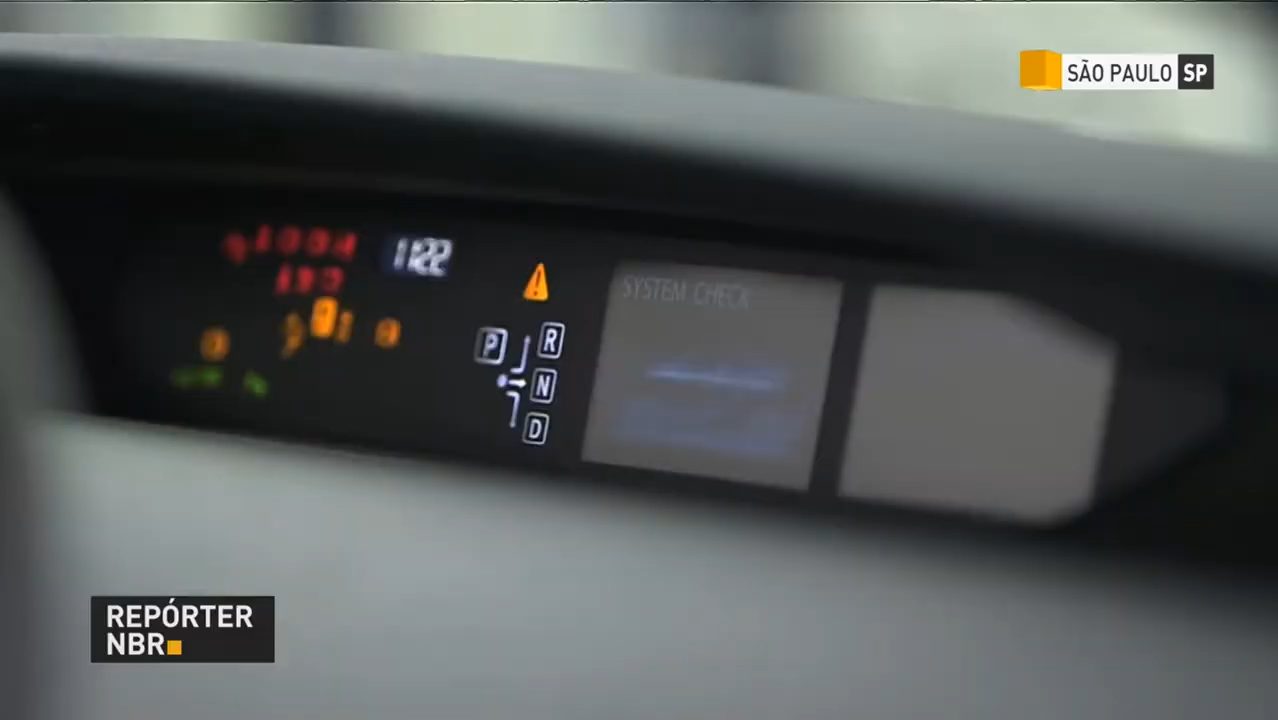 SÃO PAULO SP
1122
SYSTEM CHECK
P
R
N
D
REPÓRTER
NBR